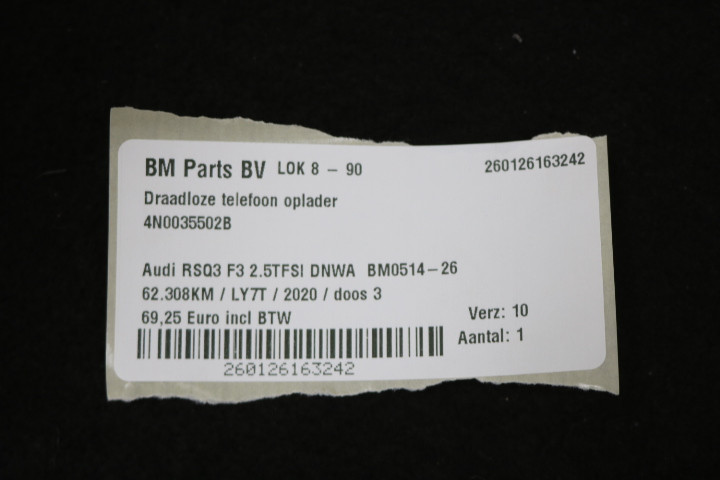 BM Parts BV LOK 8 - 90 260126163242
Draadloze telefoon oplader
4N0035502B
Audi RSQ3 F3 2.5TFSI DNWA BM0514-26
62.308KM / LY7T / 2020 / doos 3
69,25 Euro incl BTW Verz: 10
Aantal: 1
260126163242